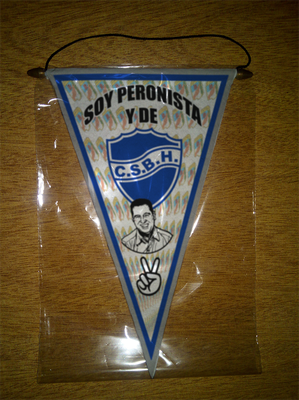 SOY PERONISTA
Y DE
C.S.B.H.